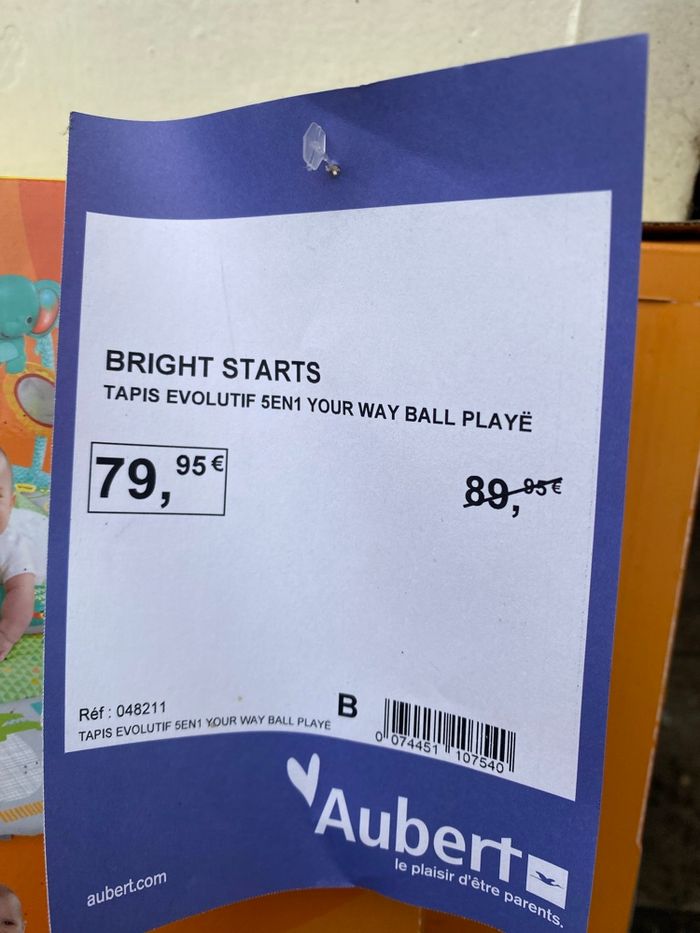 BRIGHT STARTS
TAPIS EVOLUTIF 5EN1 YOUR WAY BALL PLAYË
79,95€
89,95€
Réf : 048211
TAPIS EVOLUTIF 5EN1 YOUR WAY BALL PLAYË
B
0 074451 107540
Aubert
le plaisir d'être parents.
aubert.com